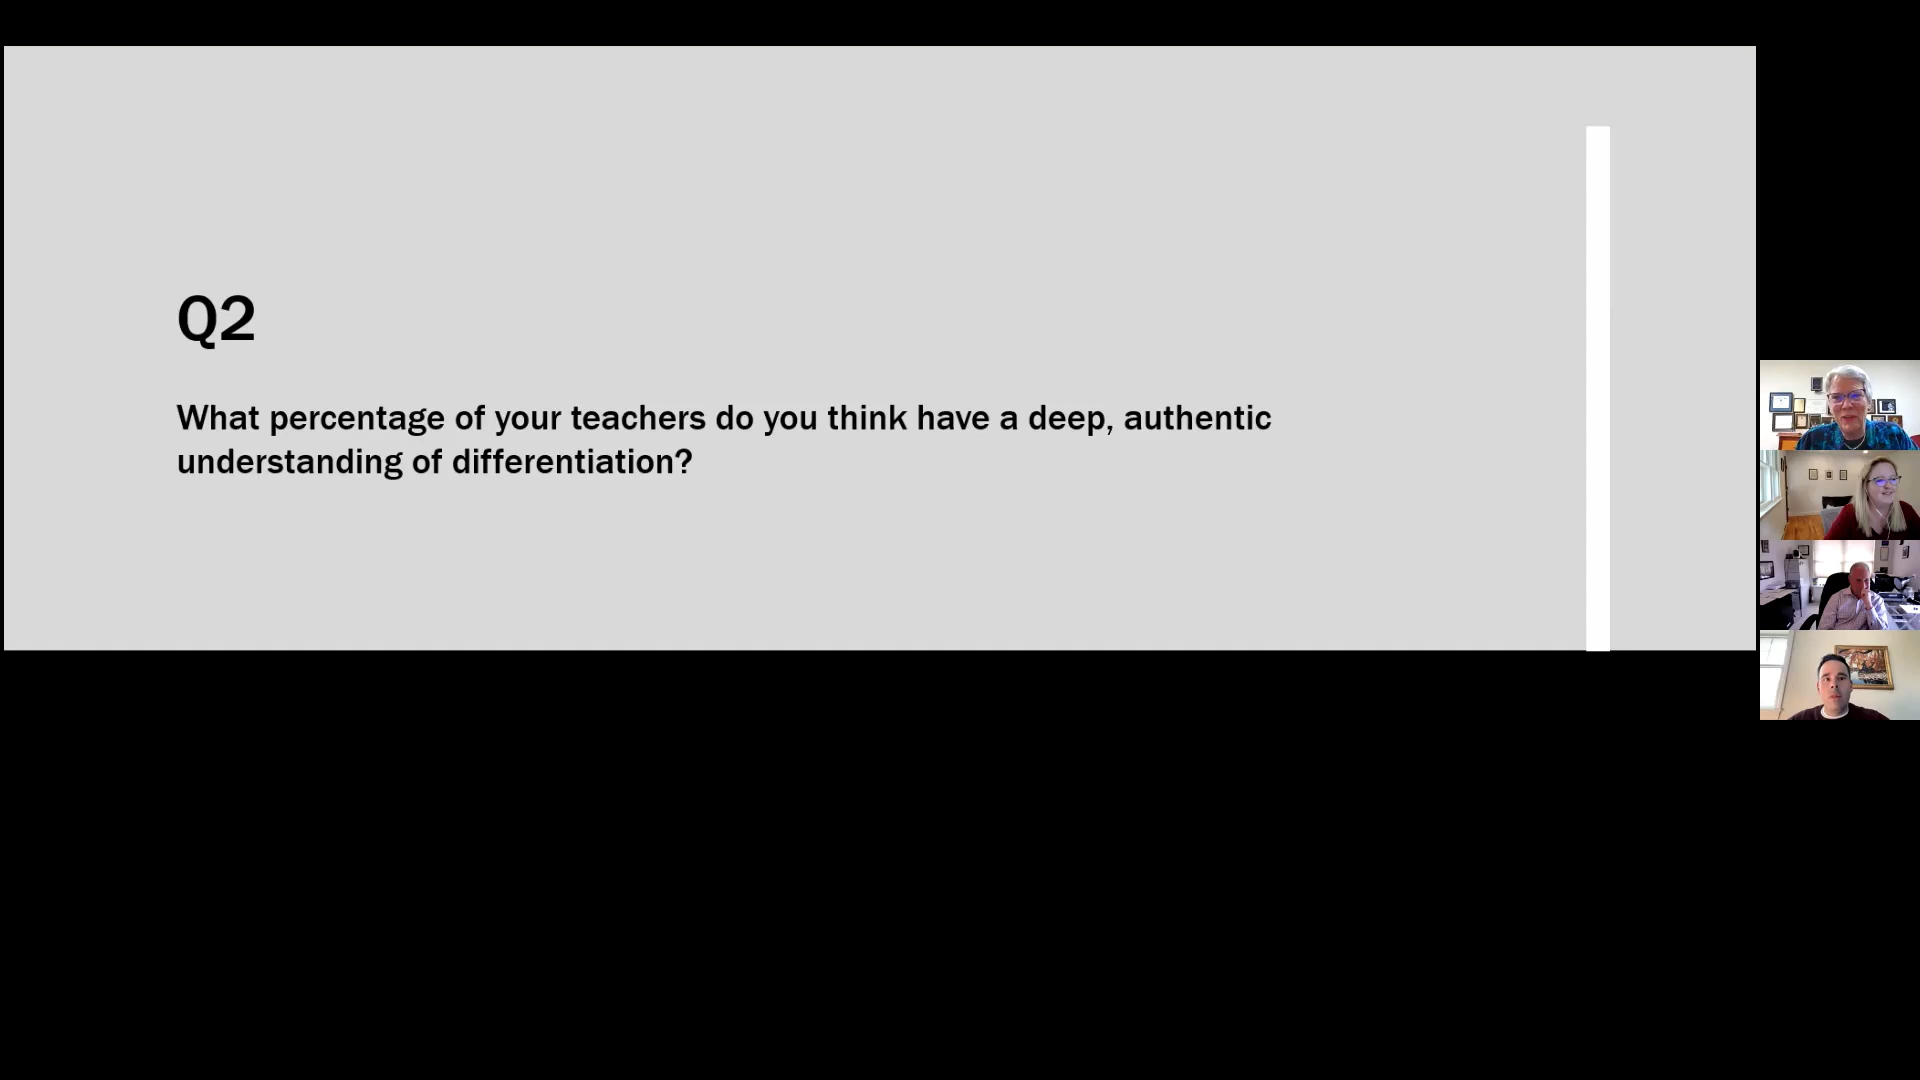 Q2
What percentage of your teachers do you think have a deep, authentic
understanding of differentiation?